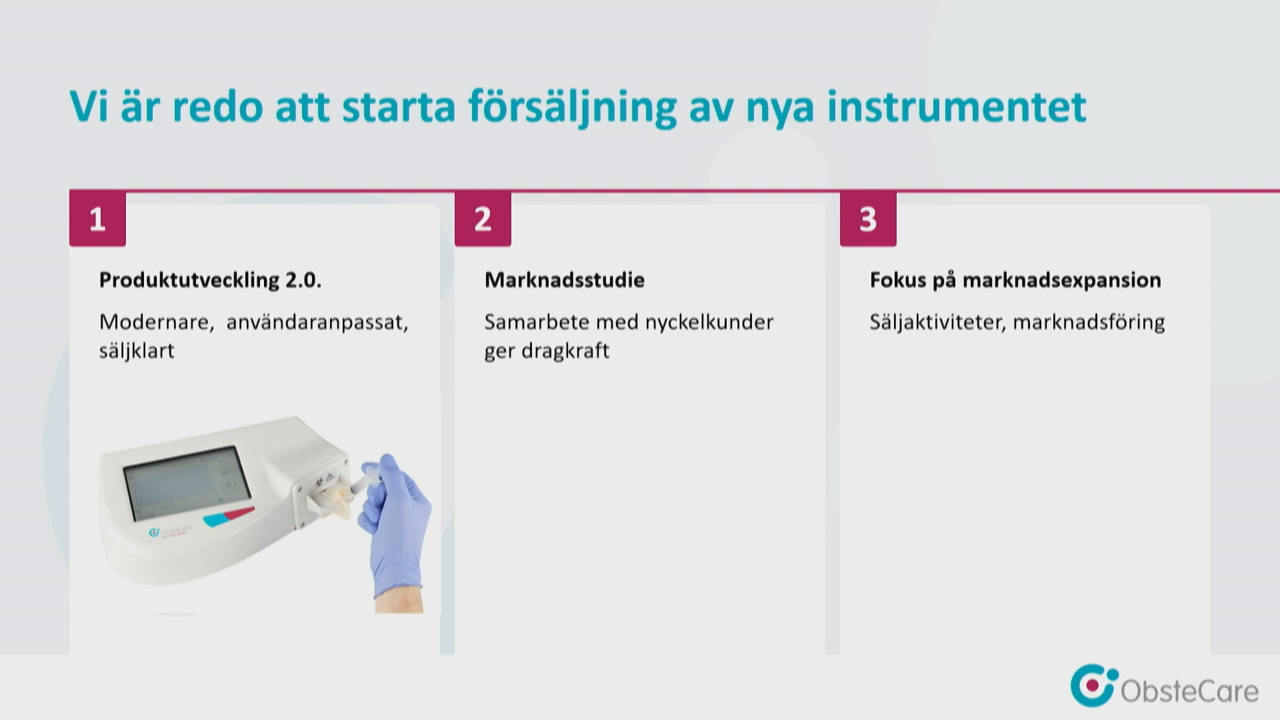 Vi är redo att starta försäljning av nya instrumentet
1
Produktutveckling 2.0.
Modernare, användaranpassat,
säljklart
2
Marknadsstudie
Samarbete med nyckelkunder
ger dragkraft
3
Fokus på marknadsexpansion
Säljaktiviteter, marknadsföring
ObsteCare
ObsteCare